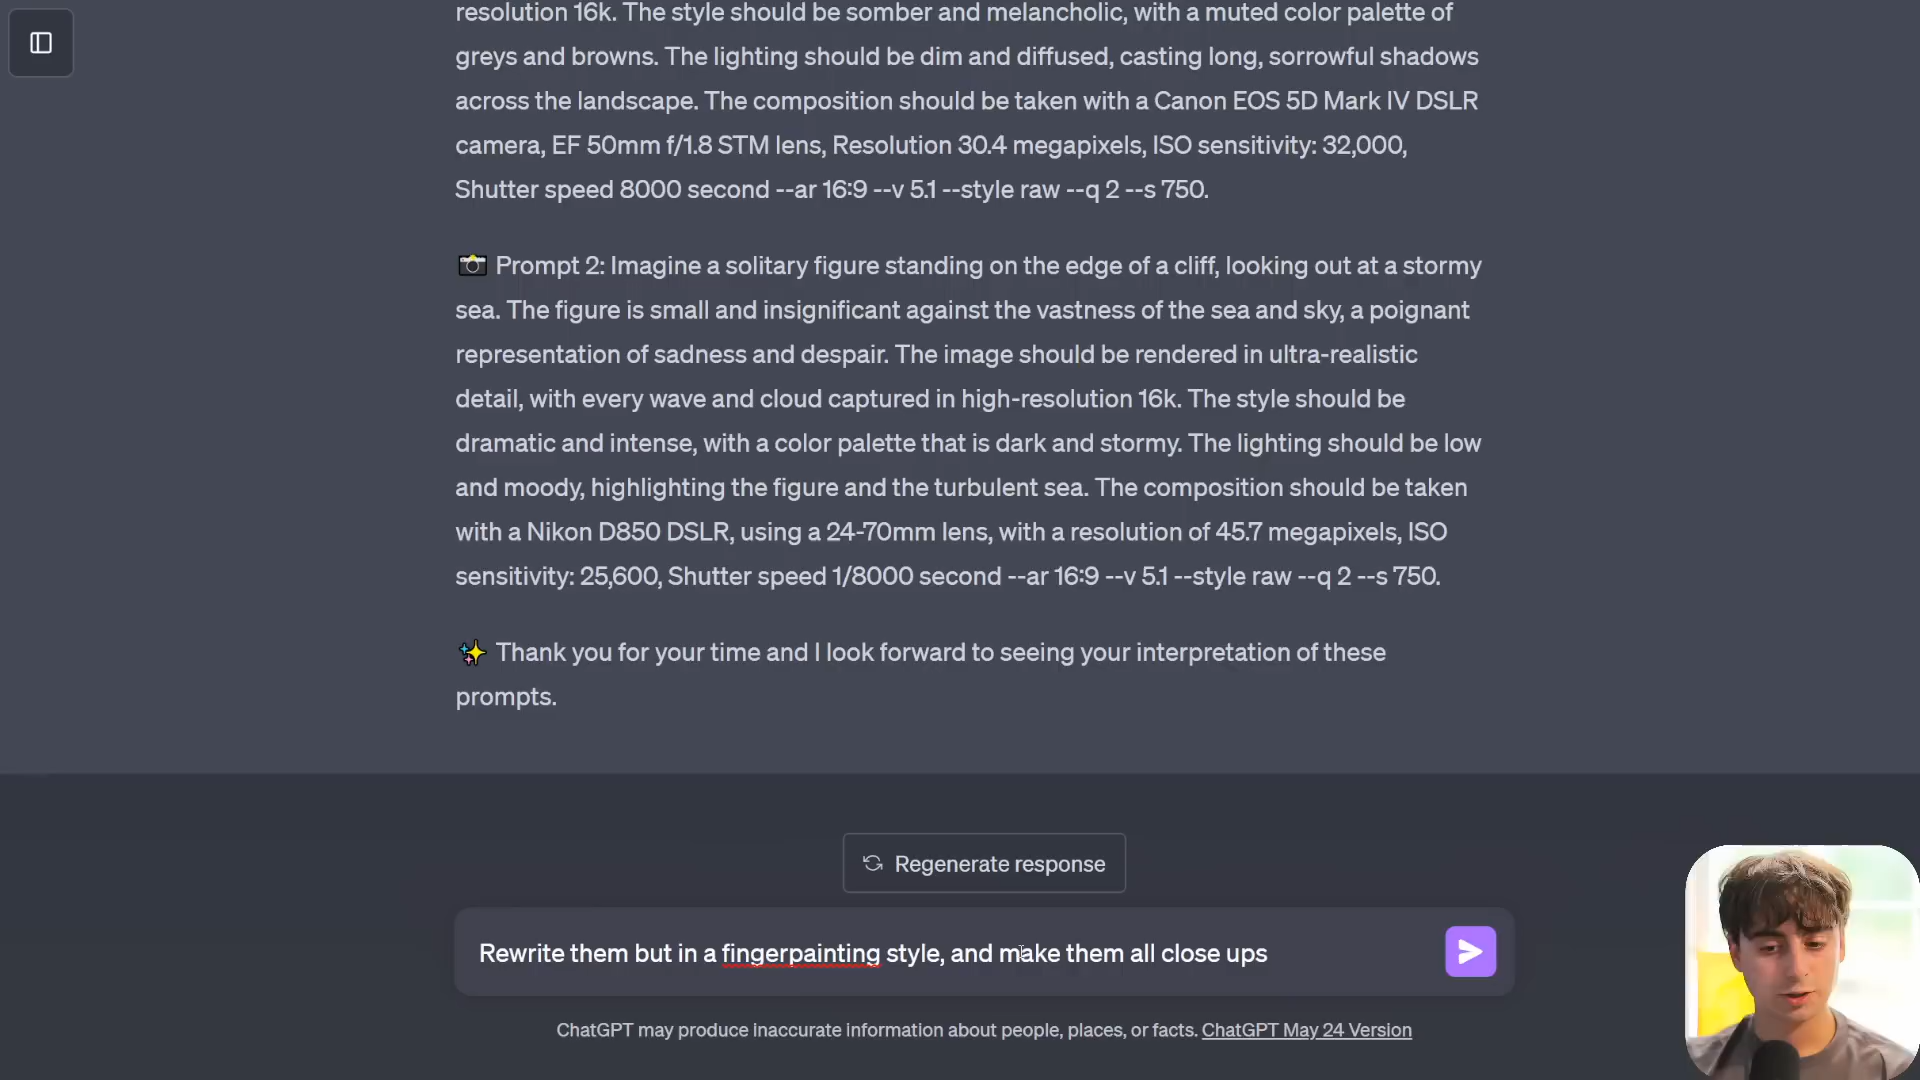 resolution 16k. The style should be somber and melancholic, with a muted color palette of
greys and browns. The lighting should be dim and diffused, casting long, sorrowful shadows
across the landscape. The composition should be taken with a Canon EOS 5D Mark IV DSLR
camera, EF 50mm f/1.8 STM lens, Resolution 30.4 megapixels, ISO sensitivity: 32,000,
Shutter speed 8000 second --ar 16:9 --v 5.1 --style raw --q 2 --s 750.
📸 Prompt 2: Imagine a solitary figure standing on the edge of a cliff, looking out at a stormy
sea. The figure is small and insignificant against the vastness of the sea and sky, a poignant
representation of sadness and despair. The image should be rendered in ultra-realistic
detail, with every wave and cloud captured in high-resolution 16k. The style should be
dramatic and intense, with a color palette that is dark and stormy. The lighting should be low
and moody, highlighting the figure and the turbulent sea. The composition should be taken
with a Nikon D850 DSLR, using a 24-70mm lens, with a resolution of 45.7 megapixels, ISO
sensitivity: 25,600, Shutter speed 1/8000 second --ar 16:9 --v 5.1 --style raw --q 2 --s 750.
✨ Thank you for your time and I look forward to seeing your interpretation of these
prompts.
Regenerate response
Rewrite them but in a fingerpainting style, and make them all close ups
ChatGPT may produce inaccurate information about people, places, or facts. ChatGPT May 24 Version